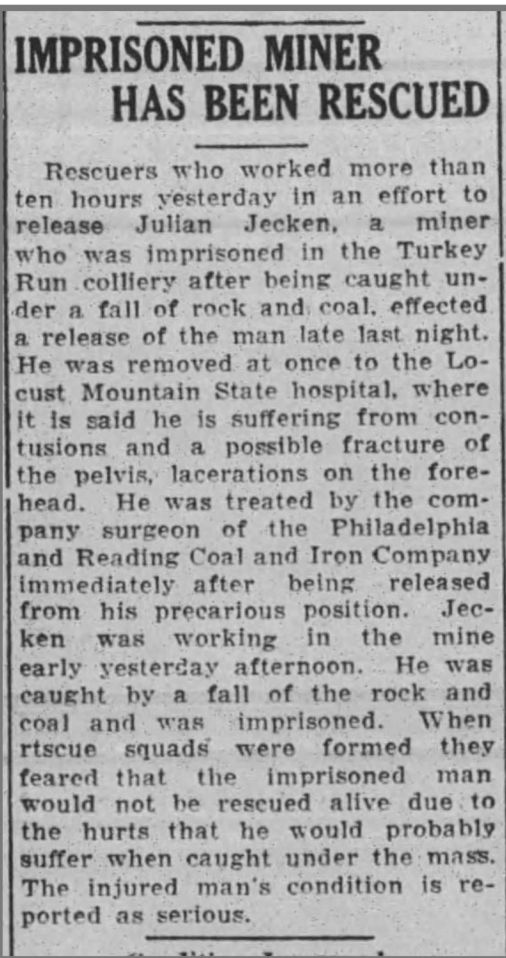 IMPRISONED MINER
HAS BEEN RESCUED
Rescuers who worked more than
ten hours yesterday in an effort to
release Julian Jecken, a miner
who was imprisoned in the Turkey
Run colliery after being caught un-
der a fall of rock and coal, effected
a release of the man late last night.
He was removed at once to the Lo-
cust Mountain State hospital, where
it is said he is suffering from con-
tusions and a possible fracture of
the pelvis, lacerations on the fore-
head. He was treated by the com-
pany surgeon of the Philadelphia
and Reading Coal and Iron Company
immediately after being released
from his precarious position. Jec-
ken was working in the mine
early yesterday afternoon. He was
caught by a fall of the rock and
coal and was imprisoned. When
rtscue squads were formed they
feared that the imprisoned man
would not be rescued alive due to
the hurts that he would probably
suffer when caught under the mass.
The injured man's condition is re-
ported as serious.